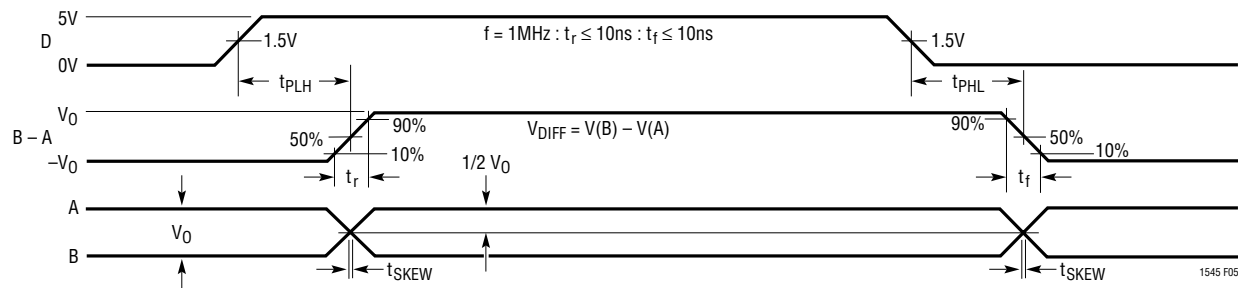 5V
D
0V
1.5V
f = 1MHz : tr ≤ 10ns : tf ≤ 10ns
1.5V
tPLH
tPHL
VO
B – A
–VO
50%
90%
10%
tr
VDIFF = V(B) – V(A)
1/2 VO
90%
50%
10%
tf
A
VO
B
tSKEW
tSKEW
1545 F05